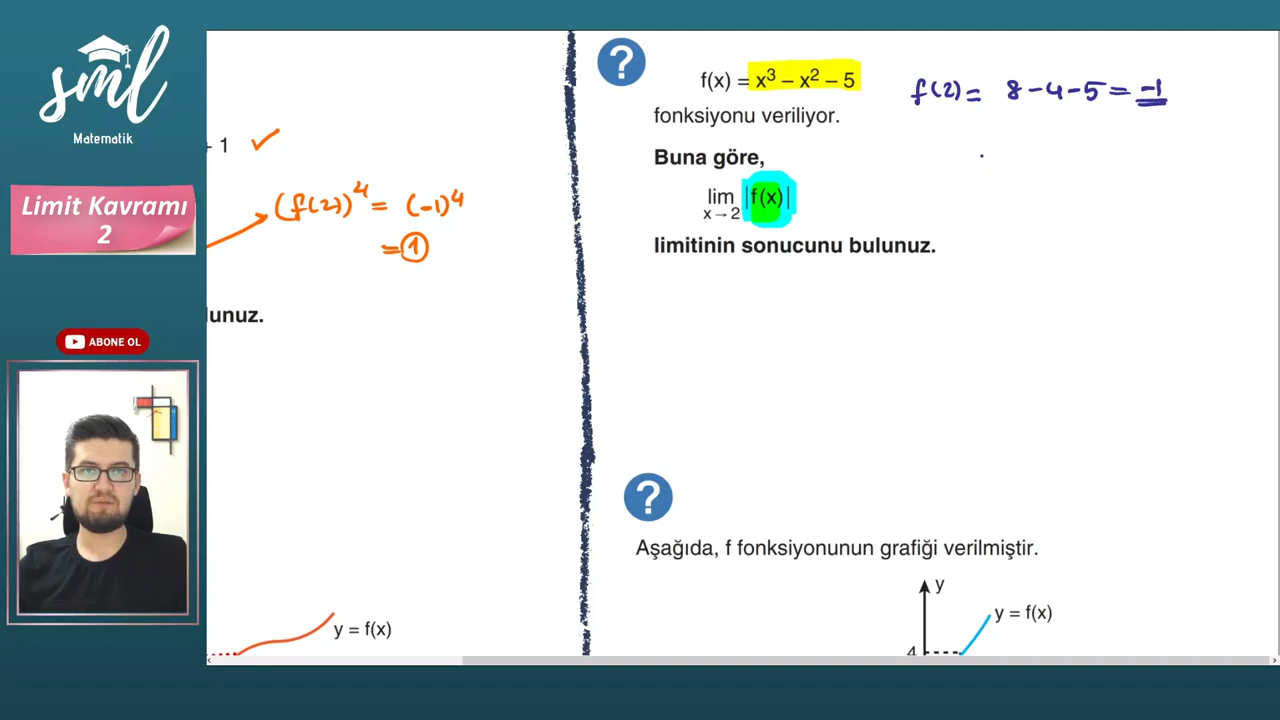 sml
Matematik
Limit Kavramı
2
ABONE OL
+ 1
(f(2))⁴ = (-1)⁴
= 1
lunuz.
y = f(x)
?
f(x) = x³ – x² – 5
f(2) = 8 - 4 - 5 = -1
fonksiyonu veriliyor.
Buna göre,
lim |f(x)|
x→2
limitinin sonucunu bulunuz.
?
Aşağıda, f fonksiyonunun grafiği verilmiştir.
y
y = f(x)
4